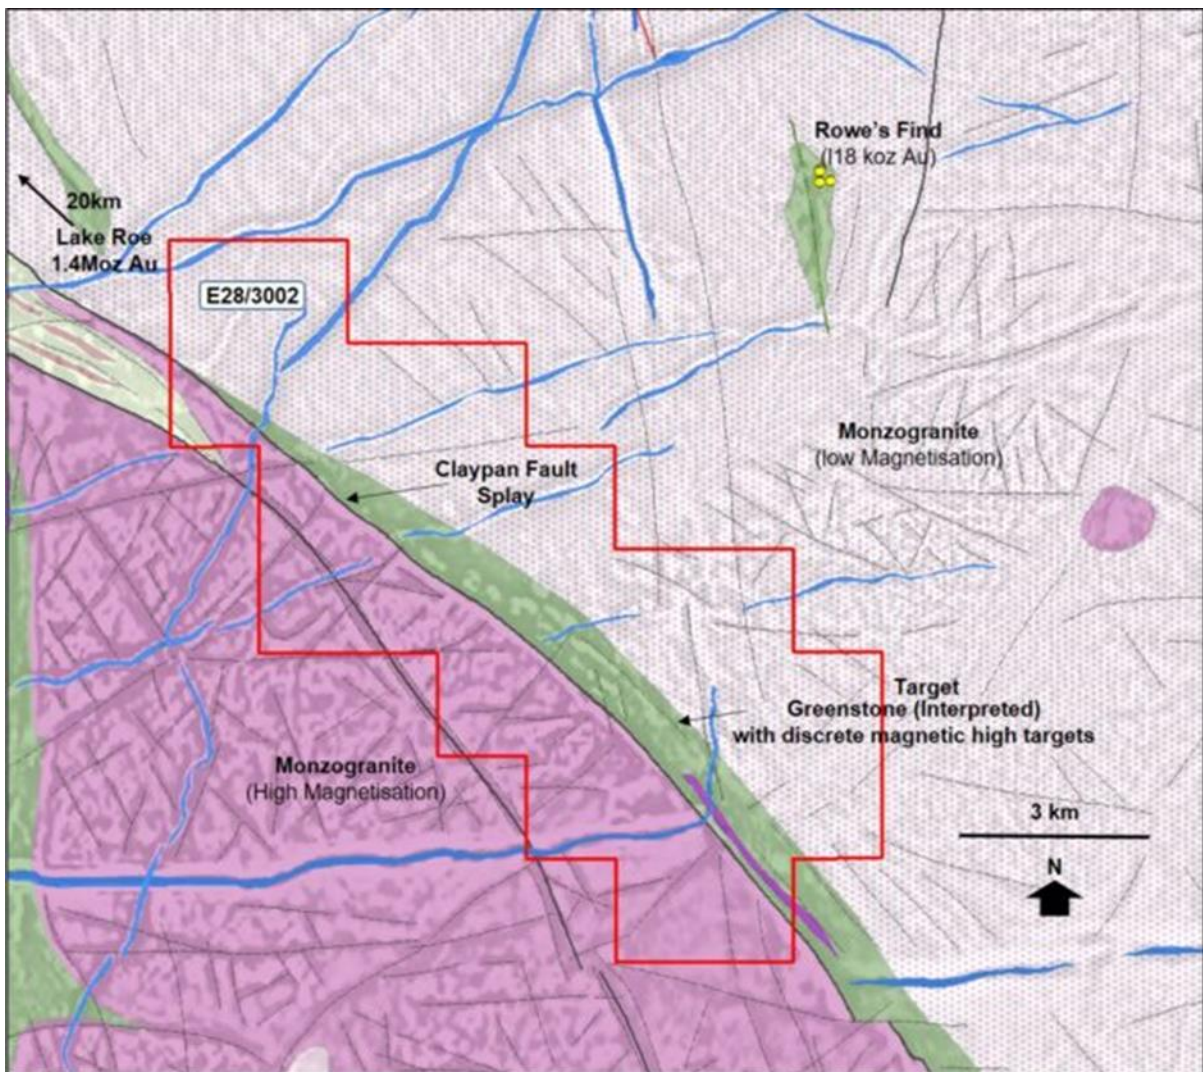 Rowe's Find
(I18 koz Au)
20km
Lake Roe
1.4Moz Au
E28/3002
Monzogranite
(low Magnetisation)
Claypan Fault
Splay
Target
Greenstone (Interpreted)
with discrete magnetic high targets
Monzogranite
(High Magnetisation)
3 km
N